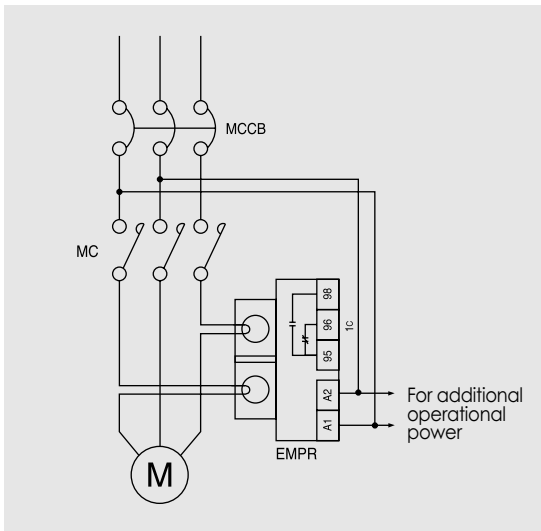 MCCB
MC
98
96
95
1c
A2
A1
For additional
operational
power
EMPR
M